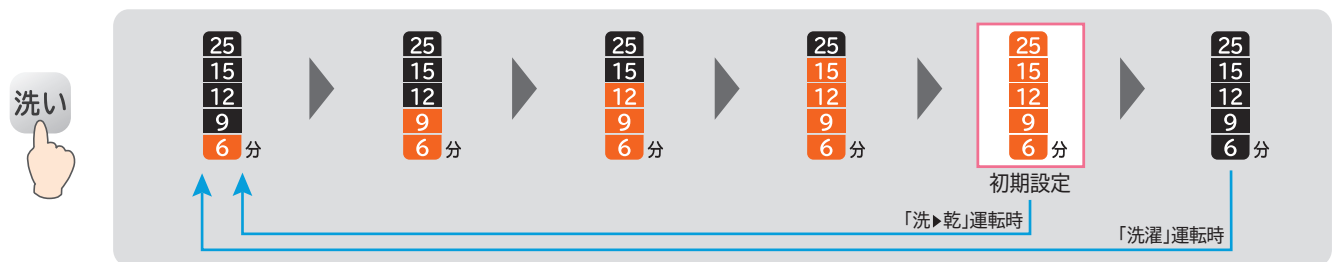 洗い
25 25 25 25 25 25
15 15 15 15 15 15
12 12 12 12 12 12
9 9 9 9 9 9
6 分 6 分 6 分 6 分 6 分 6 分
初期設定
「洗▶乾」運転時
「洗濯」運転時